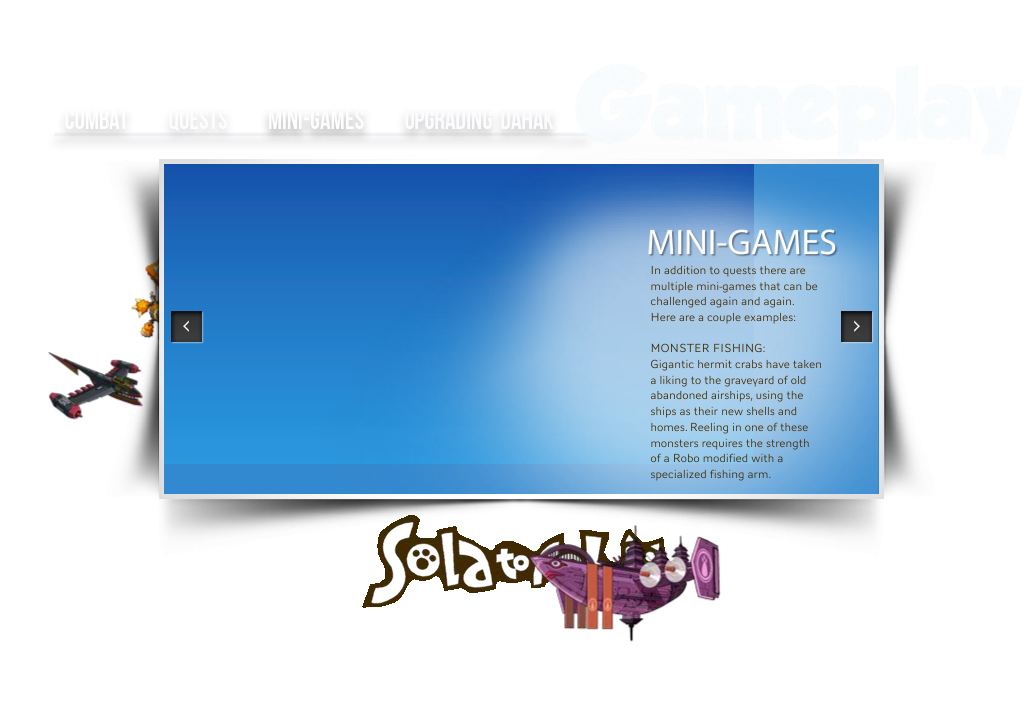 Gameplay
COMBAT QUESTS MINI-GAMES UPGRADING DAHAK
MINI-GAMES
In addition to quests there are
multiple mini-games that can be
challenged again and again.
Here are a couple examples:
MONSTER FISHING:
Gigantic hermit crabs have taken
a liking to the graveyard of old
abandoned airships, using the
ships as their new shells and
homes. Reeling in one of these
monsters requires the strength
of a Robo modified with a
specialized fishing arm.
Solato